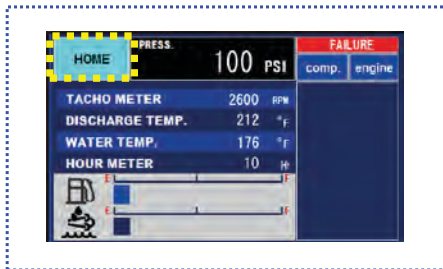 HOME
PRESS.
100 PSI
FAILURE
comp. engine
TACHO METER 2600 RPM
DISCHARGE TEMP. 212 °F
WATER TEMP. 176 °F
HOUR METER 10 Hr
E F
E F